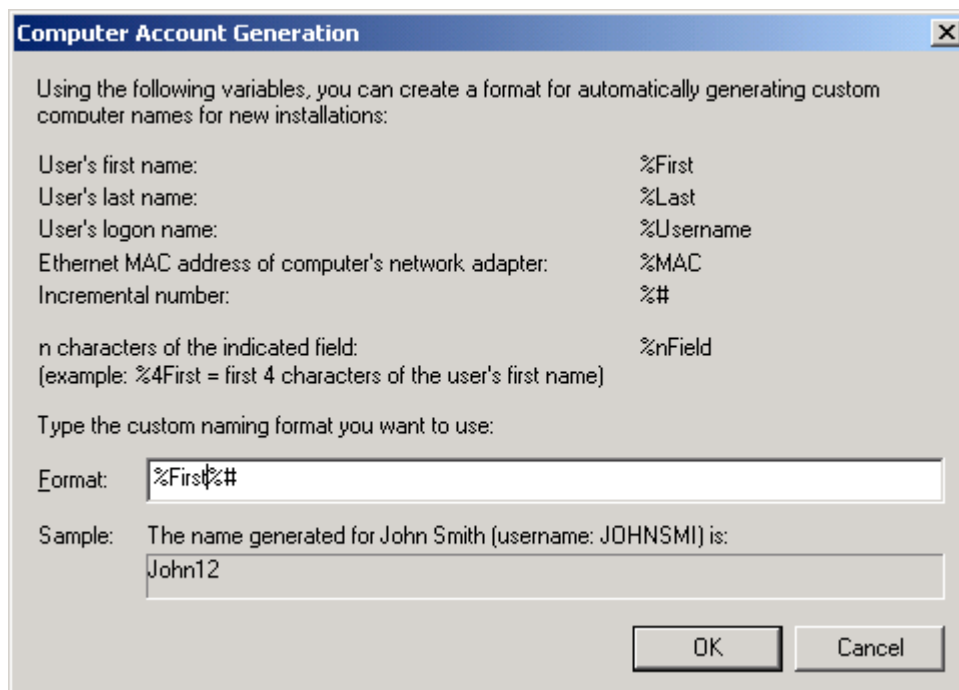 Computer Account Generation
Using the following variables, you can create a format for automatically generating custom
computer names for new installations:
User's first name: %First
User's last name: %Last
User's logon name: %Username
Ethernet MAC address of computer's network adapter: %MAC
Incremental number: %#
n characters of the indicated field: %nField
(example: %4First = first 4 characters of the user's first name)
Type the custom naming format you want to use:
Format: %First%#
Sample: The name generated for John Smith (username: JOHNSMI) is:
John12
OK Cancel